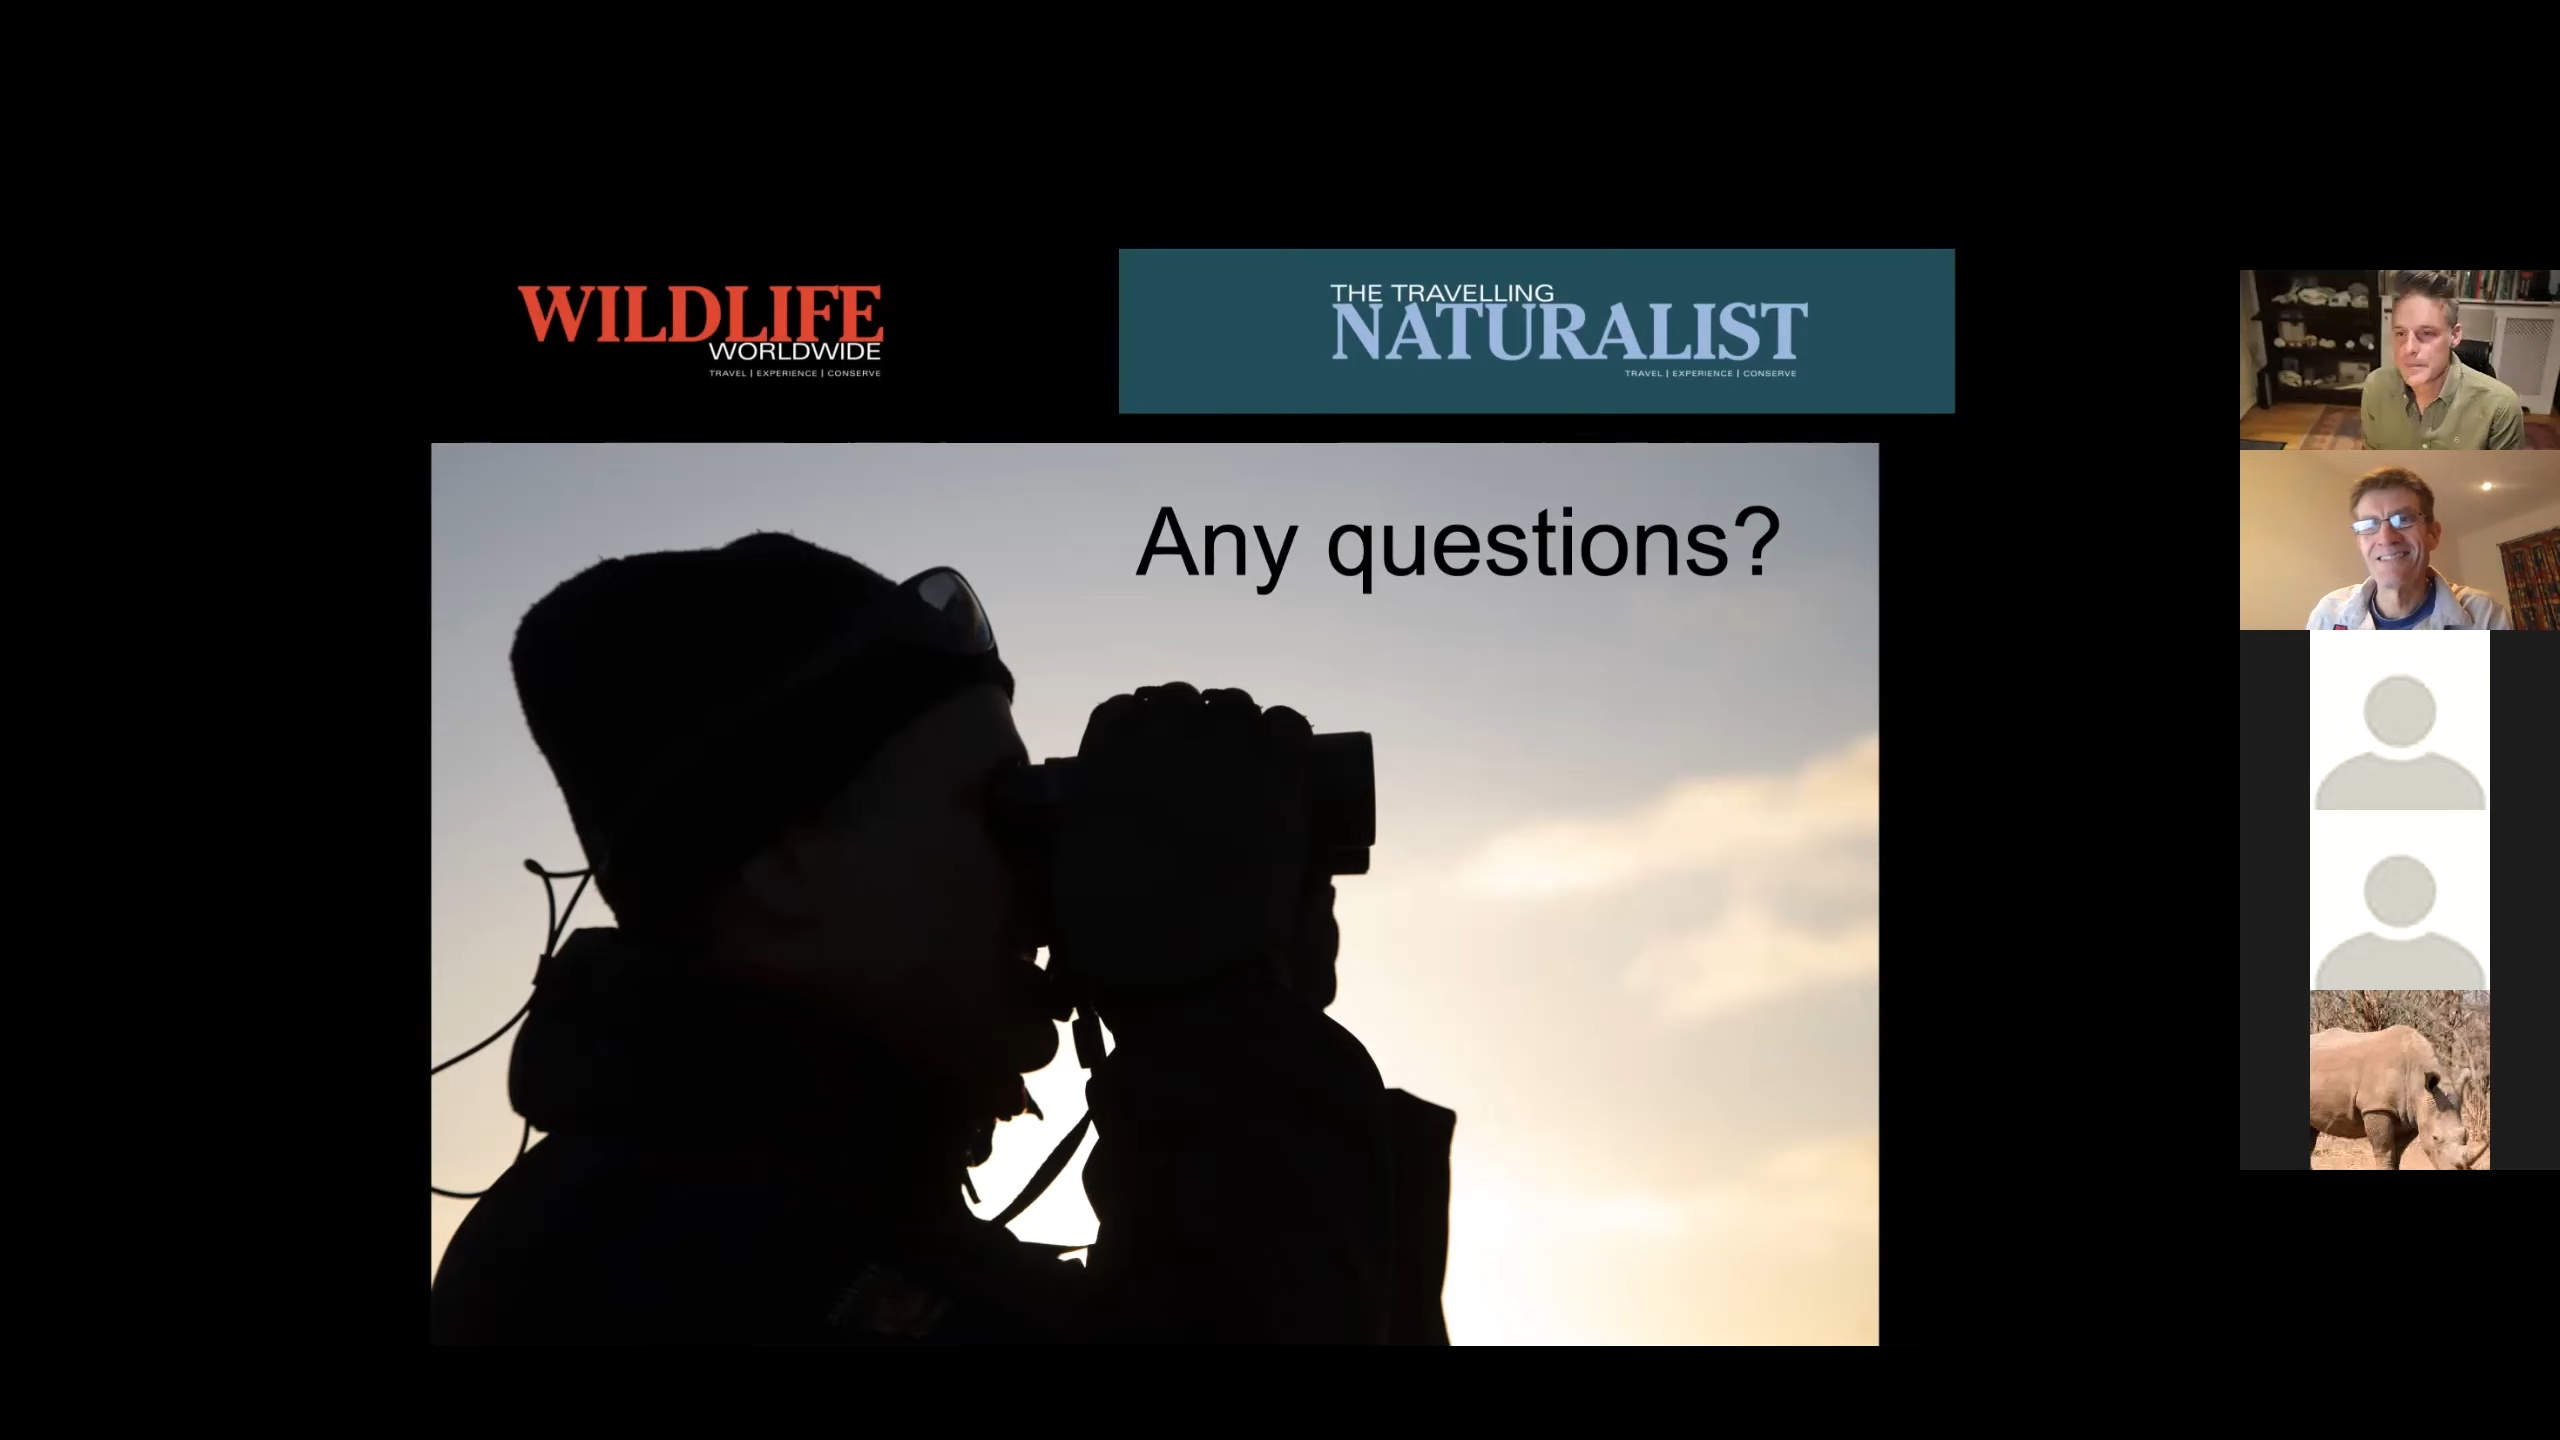 WILDLIFE
WORLDWIDE
TRAVEL | EXPERIENCE | CONSERVE
THE TRAVELLING
NATURALIST
TRAVEL | EXPERIENCE | CONSERVE
Any questions?